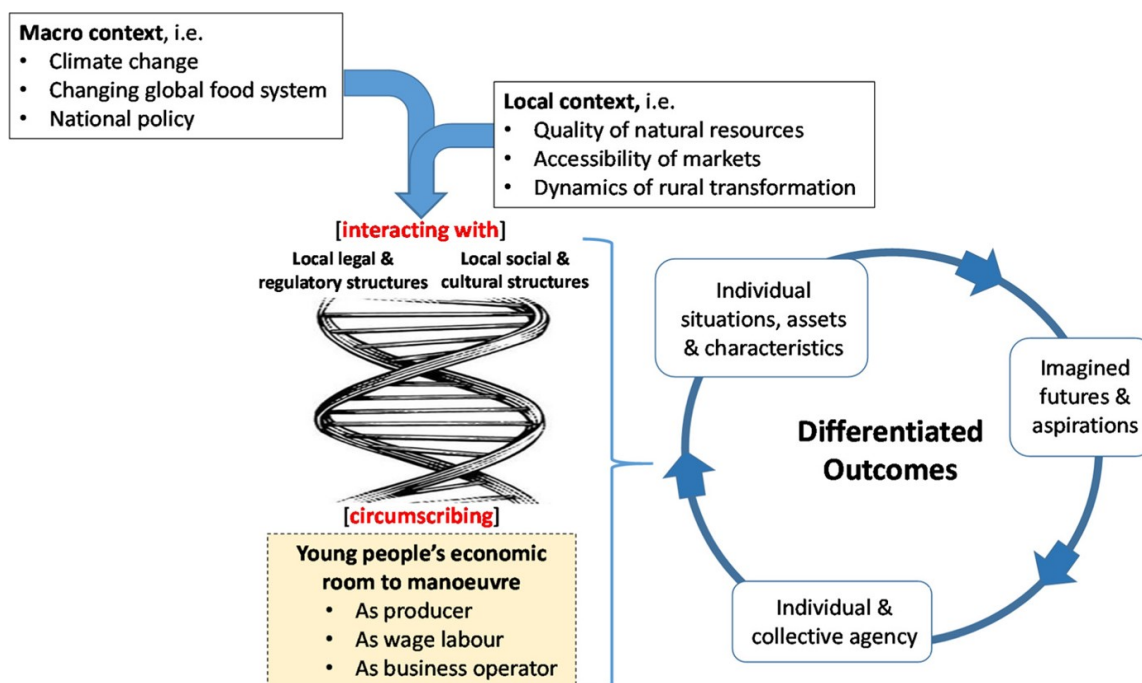 Macro context, i.e.
• Climate change
• Changing global food system
• National policy
Local context, i.e.
• Quality of natural resources
• Accessibility of markets
• Dynamics of rural transformation
[interacting with]
Local legal &
regulatory structures
Local social &
cultural structures
[circumscribing]
Young people’s economic
room to manoeuvre
• As producer
• As wage labour
• As business operator
Individual
situations, assets
& characteristics
Imagined
futures &
aspirations
Differentiated
Outcomes
Individual &
collective agency